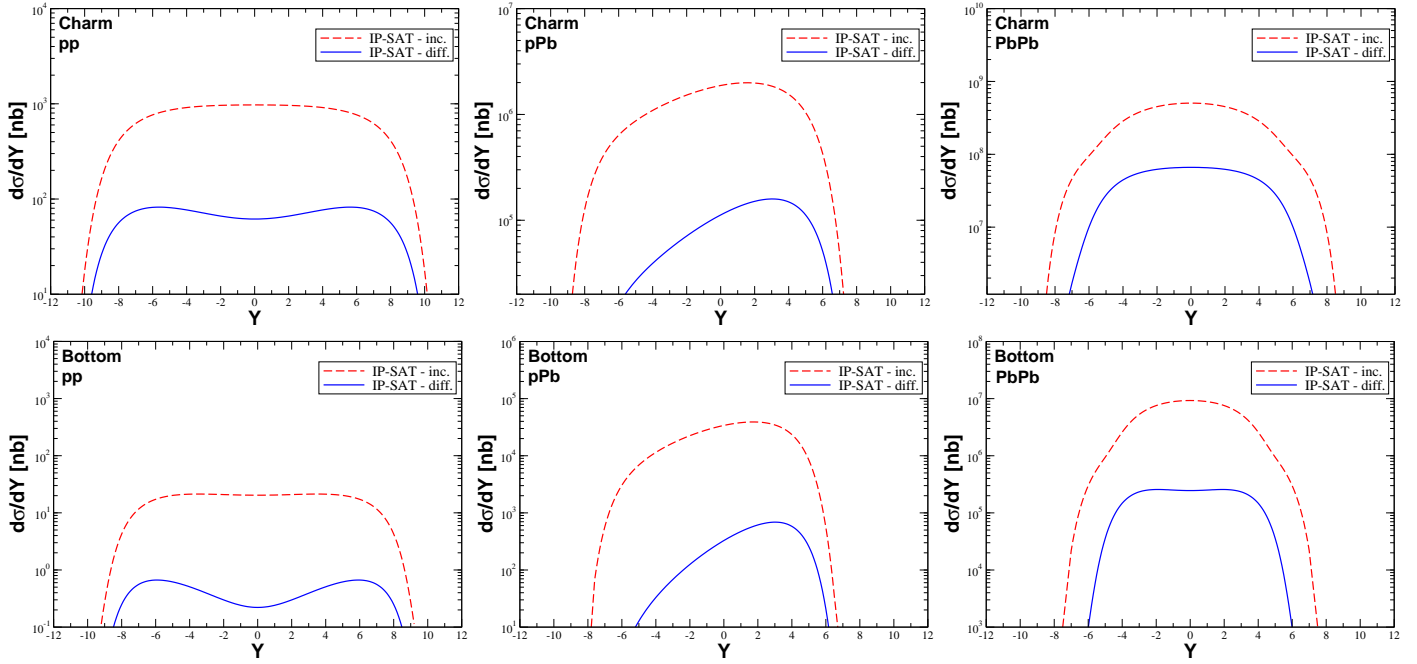 Charm
pp
IP-SAT - inc.
IP-SAT - diff.
dσ/dY [nb]
10^4
10^3
10^2
10^1
-12 -10 -8 -6 -4 -2 0 2 4 6 8 10 12
Y
Charm
pPb
IP-SAT - inc.
IP-SAT - diff.
dσ/dY [nb]
10^7
10^6
10^5
-12 -10 -8 -6 -4 -2 0 2 4 6 8 10 12
Y
Charm
PbPb
IP-SAT - inc.
IP-SAT - diff.
dσ/dY [nb]
10^10
10^9
10^8
10^7
-12 -10 -8 -6 -4 -2 0 2 4 6 8 10 12
Y
Bottom
pp
IP-SAT - inc.
IP-SAT - diff.
dσ/dY [nb]
10^4
10^3
10^2
10^1
10^0
10^-1
-12 -10 -8 -6 -4 -2 0 2 4 6 8 10 12
Y
Bottom
pPb
IP-SAT - inc.
IP-SAT - diff.
dσ/dY [nb]
10^6
10^5
10^4
10^3
10^2
10^1
-12 -10 -8 -6 -4 -2 0 2 4 6 8 10 12
Y
Bottom
PbPb
IP-SAT - inc.
IP-SAT - diff.
dσ/dY [nb]
10^8
10^7
10^6
10^5
10^4
10^3
-12 -10 -8 -6 -4 -2 0 2 4 6 8 10 12
Y